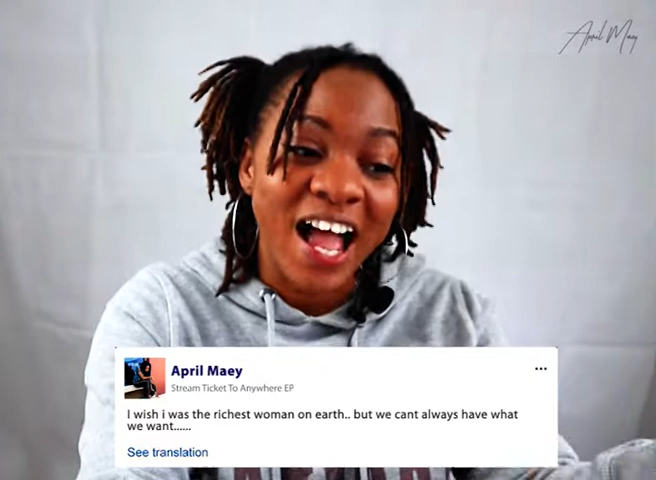 April Maey
April Maey
Stream Ticket To Anywhere EP
I wish i was the richest woman on earth.. but we cant always have what
we want......
See translation